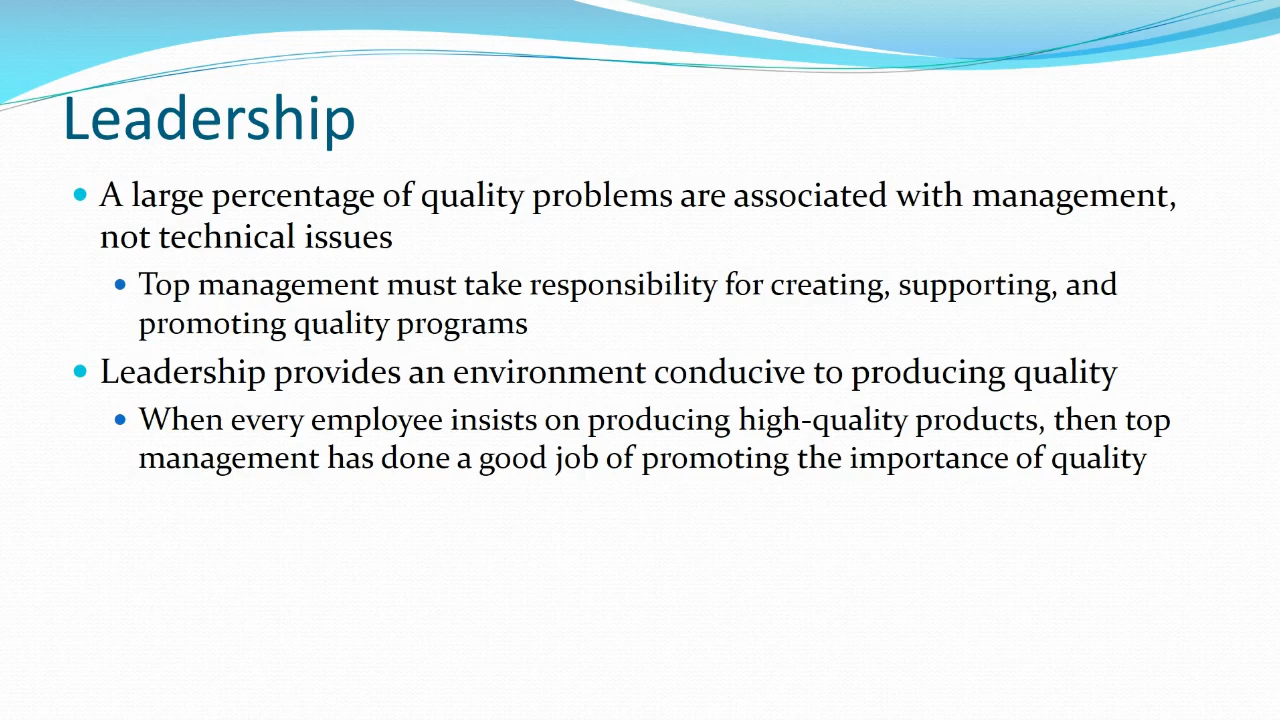 Leadership
A large percentage of quality problems are associated with management,
not technical issues
Top management must take responsibility for creating, supporting, and
promoting quality programs
Leadership provides an environment conducive to producing quality
When every employee insists on producing high-quality products, then top
management has done a good job of promoting the importance of quality